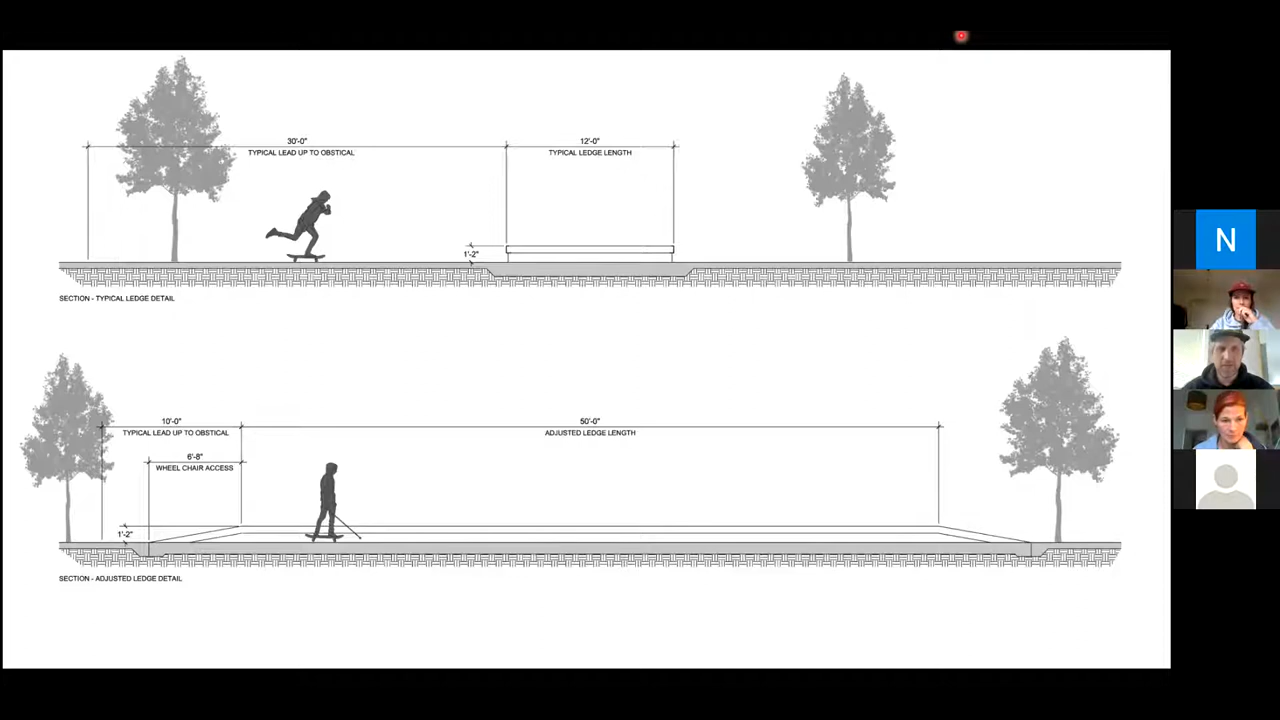 30'-0"
TYPICAL LEAD UP TO OBSTICAL
12'-0"
TYPICAL LEDGE LENGTH
1'-2"
SECTION - TYPICAL LEDGE DETAIL
N
10'-0"
TYPICAL LEAD UP TO OBSTICAL
50'-0"
ADJUSTED LEDGE LENGTH
6'-8"
WHEEL CHAIR ACCESS
1'-2"
SECTION - ADJUSTED LEDGE DETAIL